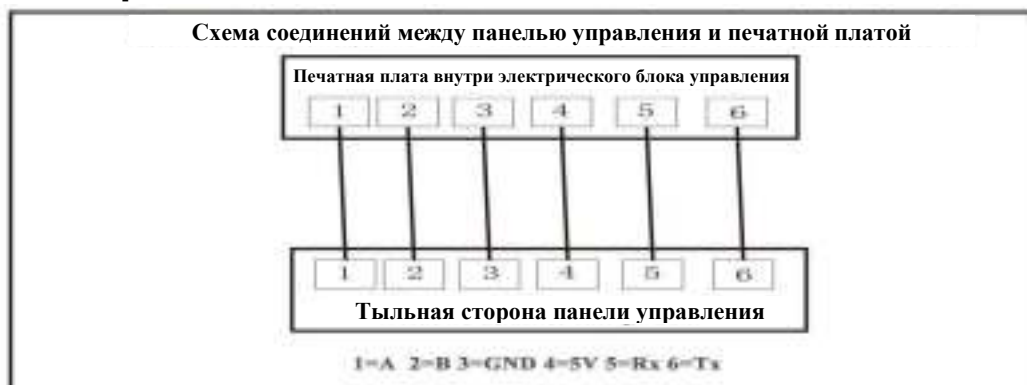 Схема соединений между панелью управления и печатной платой
Печатная плата внутри электрического блока управления
1 2 3 4 5 6
1 2 3 4 5 6
Тыльная сторона панели управления
1=A 2=B 3=GND 4=5V 5=Rx 6=Tx